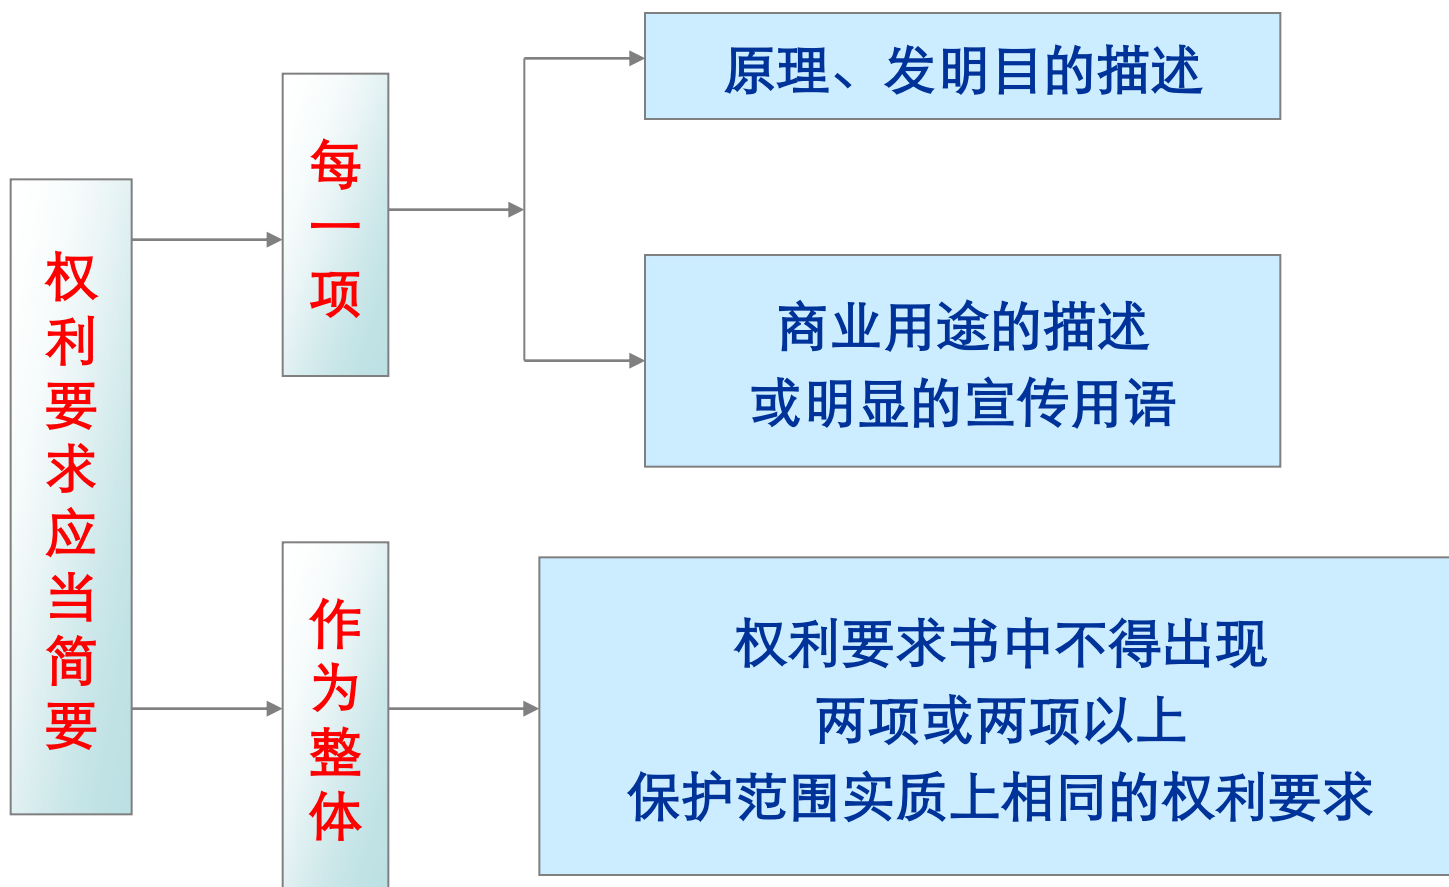 权利要求应当简要
每一项
原理、发明目的描述
商业用途的描述
或明显的宣传用语
作为整体
权利要求书中不得出现
两项或两项以上
保护范围实质上相同的权利要求